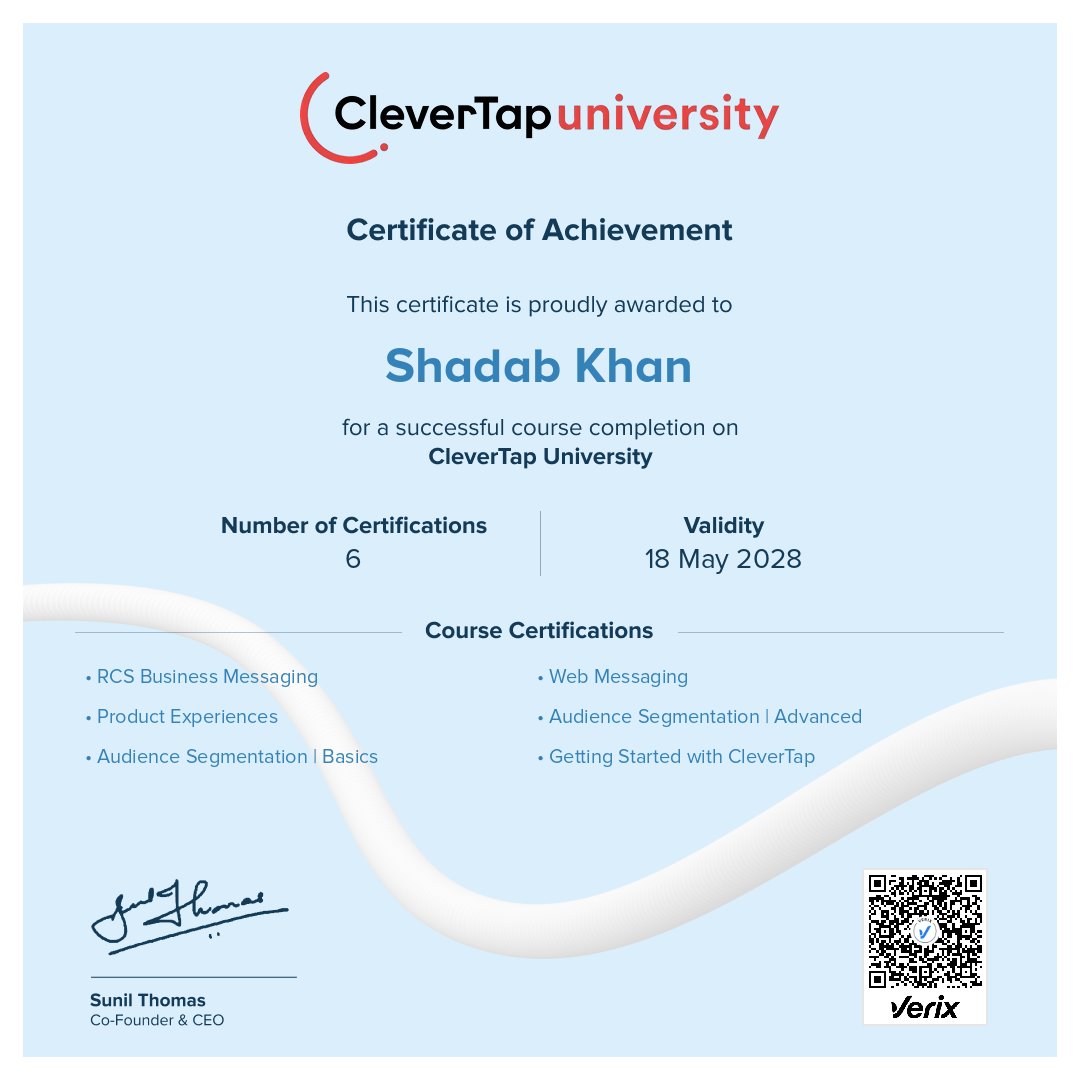 CleverTap university
Certificate of Achievement
This certificate is proudly awarded to
Shadab Khan
for a successful course completion on
CleverTap University
Number of Certifications
6
Validity
18 May 2028
Course Certifications
• RCS Business Messaging
• Web Messaging
• Product Experiences
• Audience Segmentation | Advanced
• Audience Segmentation | Basics
• Getting Started with CleverTap
Sunil Thomas
Sunil Thomas
Co-Founder & CEO
Verix